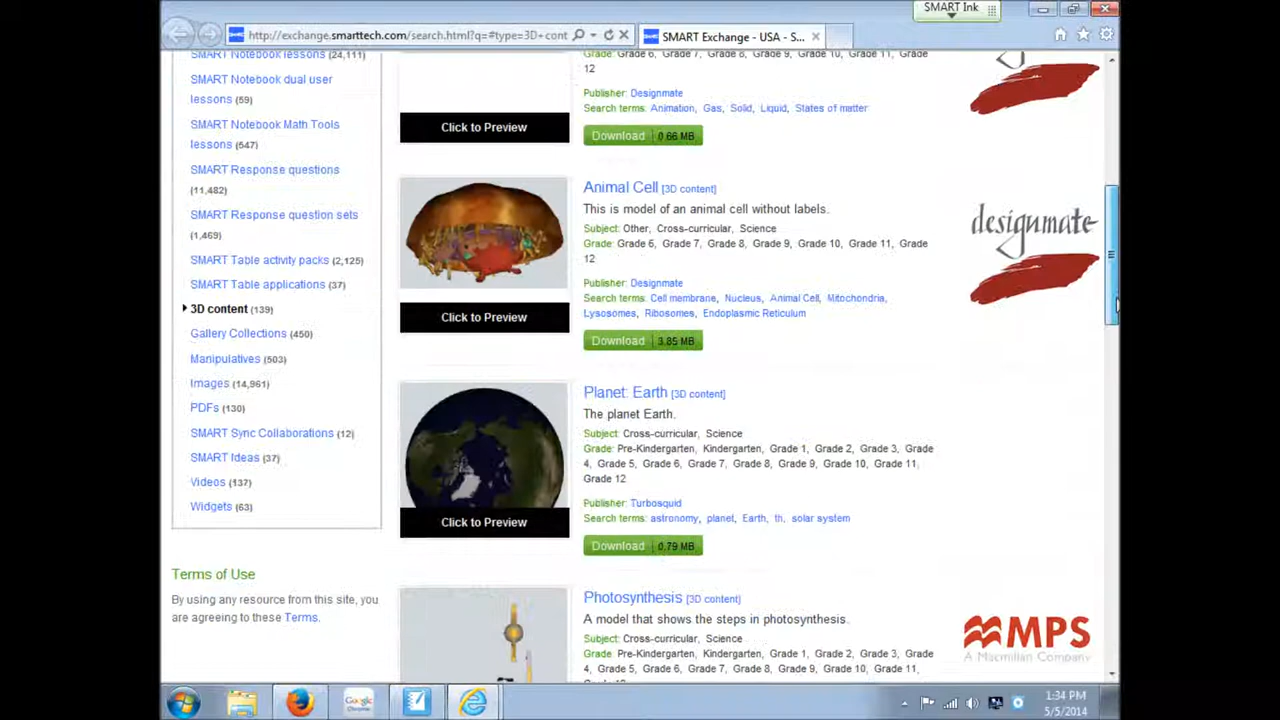 SMART Ink
http://exchange.smarttech.com/search.html?q=#type=3D+cont
SMART Exchange - USA - S...
SMART Notebook lessons (24,111)
SMART Notebook dual user
lessons (59)
SMART Notebook Math Tools
lessons (547)
SMART Response questions
(11,482)
SMART Response question sets
(1,469)
SMART Table activity packs (2,125)
SMART Table applications (37)
3D content (139)
Gallery Collections (450)
Manipulatives (503)
Images (14,961)
PDFs (130)
SMART Sync Collaborations (12)
SMART Ideas (37)
Videos (137)
Widgets (63)
Terms of Use
By using any resource from this site, you
are agreeing to these Terms.
Grade: Grade 6, Grade 7, Grade 8, Grade 9, Grade 10, Grade 11, Grade
12
Publisher: Designmate
Search terms: Animation, Gas, Solid, Liquid, States of matter
Click to Preview
Download 0.66 MB
Animal Cell [3D content]
This is model of an animal cell without labels.
Subject: Other, Cross-curricular, Science
Grade: Grade 6, Grade 7, Grade 8, Grade 9, Grade 10, Grade 11, Grade
12
designmate
Publisher: Designmate
Search terms: Cell membrane, Nucleus, Animal Cell, Mitochondria,
Lysosomes, Ribosomes, Endoplasmic Reticulum
Click to Preview
Download 3.85 MB
Planet: Earth [3D content]
The planet Earth.
Subject: Cross-curricular, Science
Grade: Pre-Kindergarten, Kindergarten, Grade 1, Grade 2, Grade 3, Grade
4, Grade 5, Grade 6, Grade 7, Grade 8, Grade 9, Grade 10, Grade 11,
Grade 12
Publisher: Turbosquid
Search terms: astronomy, planet, Earth, th, solar system
Click to Preview
Download 0.79 MB
Photosynthesis [3D content]
A model that shows the steps in photosynthesis.
Subject: Cross-curricular, Science
Grade: Pre-Kindergarten, Kindergarten, Grade 1, Grade 2, Grade 3, Grade
4, Grade 5, Grade 6, Grade 7, Grade 8, Grade 9, Grade 10, Grade 11,
MPS
A Macmillan Company
Google
1:34 PM
5/5/2014